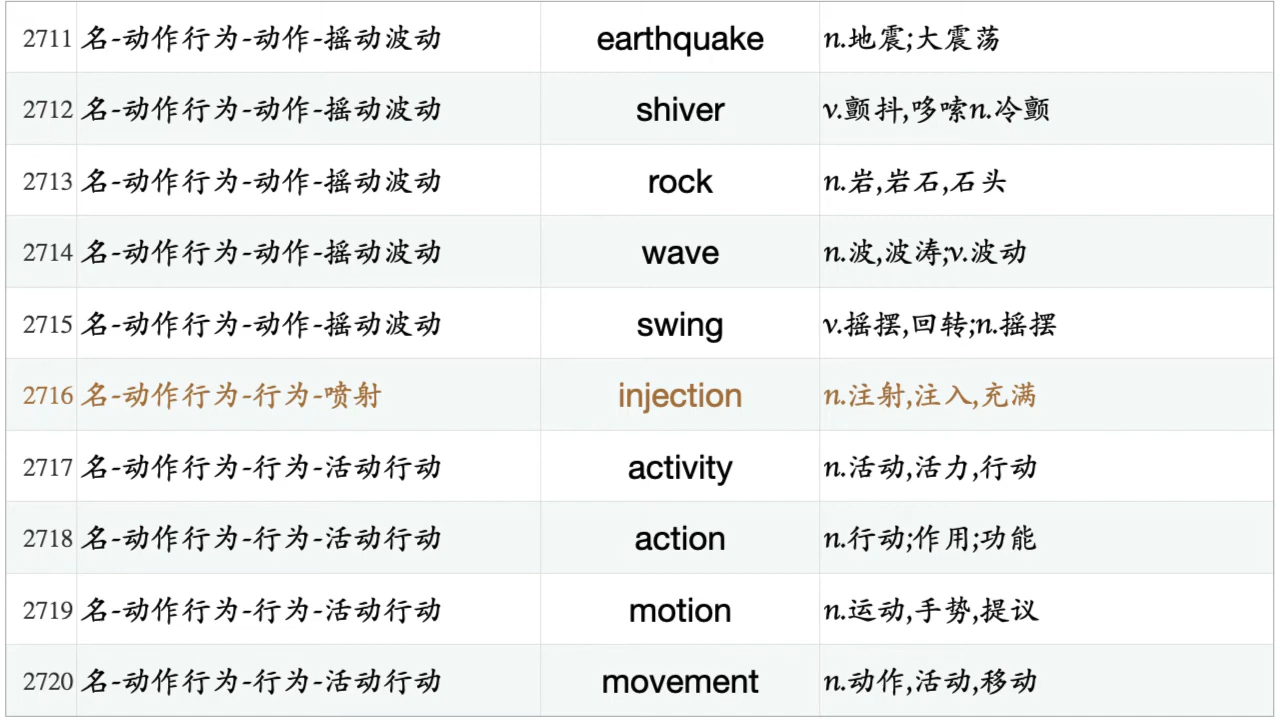 2711 名-动作行为-动作-摇动波动 earthquake n.地震;大震荡
2712 名-动作行为-动作-摇动波动 shiver v.颤抖,哆嗦n.冷颤
2713 名-动作行为-动作-摇动波动 rock n.岩,岩石,石头
2714 名-动作行为-动作-摇动波动 wave n.波,波涛;v.波动
2715 名-动作行为-动作-摇动波动 swing v.摇摆,回转;n.摇摆
2716 名-动作行为-行为-喷射 injection n.注射,注入,充满
2717 名-动作行为-行为-活动行动 activity n.活动,活力,行动
2718 名-动作行为-行为-活动行动 action n.行动;作用;功能
2719 名-动作行为-行为-活动行动 motion n.运动,手势,提议
2720 名-动作行为-行为-活动行动 movement n.动作,活动,移动